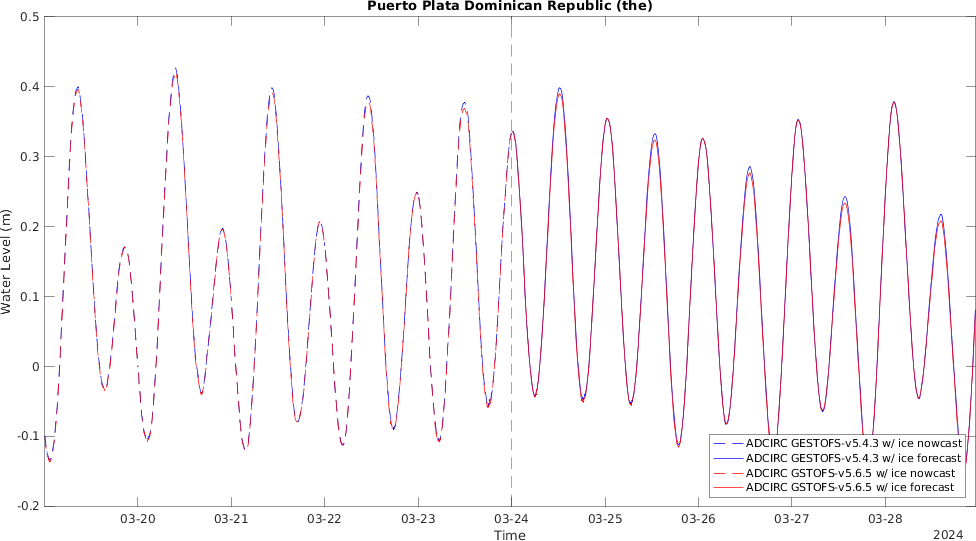 Puerto Plata Dominican Republic (the)
0.5
0.4
0.3
0.2
0.1
0
-0.1
-0.2
Water Level (m)
ADCIRC GESTOFS-v5.4.3 w/ ice nowcast
ADCIRC GESTOFS-v5.4.3 w/ ice forecast
ADCIRC GSTOFS-v5.6.5 w/ ice nowcast
ADCIRC GSTOFS-v5.6.5 w/ ice forecast
03-20 03-21 03-22 03-23 03-24 03-25 03-26 03-27 03-28
Time
2024